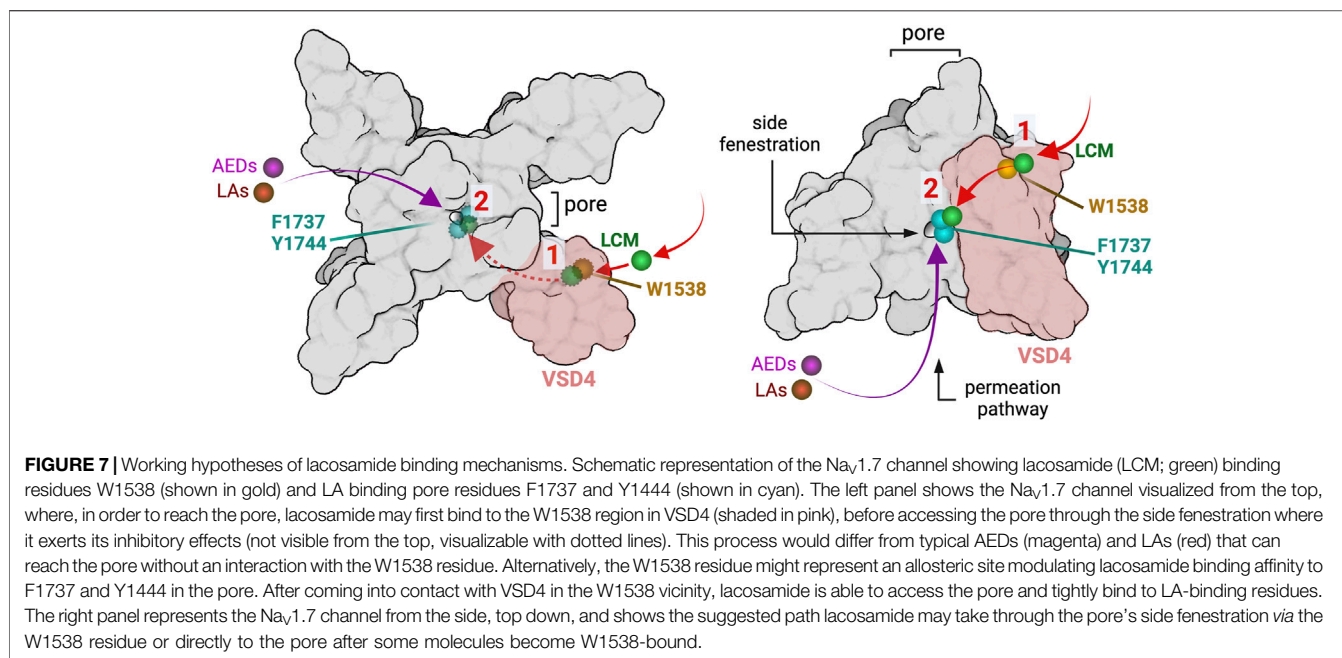 AEDs
LAs
F1737
Y1744
2
pore
LCM
1
W1538
VSD4
pore
side
fenestration
1
LCM
2
W1538
F1737
Y1744
VSD4
AEDs
LAs
permeation
pathway
FIGURE 7 | Working hypotheses of lacosamide binding mechanisms. Schematic representation of the NaV1.7 channel showing lacosamide (LCM; green) binding
residues W1538 (shown in gold) and LA binding pore residues F1737 and Y1444 (shown in cyan). The left panel shows the NaV1.7 channel visualized from the top,
where, in order to reach the pore, lacosamide may first bind to the W1538 region in VSD4 (shaded in pink), before accessing the pore through the side fenestration where
it exerts its inhibitory effects (not visible from the top, visualizable with dotted lines). This process would differ from typical AEDs (magenta) and LAs (red) that can
reach the pore without an interaction with the W1538 residue. Alternatively, the W1538 residue might represent an allosteric site modulating lacosamide binding affinity to
F1737 and Y1444 in the pore. After coming into contact with VSD4 in the W1538 vicinity, lacosamide is able to access the pore and tightly bind to LA-binding residues.
The right panel represents the NaV1.7 channel from the side, top down, and shows the suggested path lacosamide may take through the pore's side fenestration via the
W1538 residue or directly to the pore after some molecules become W1538-bound.